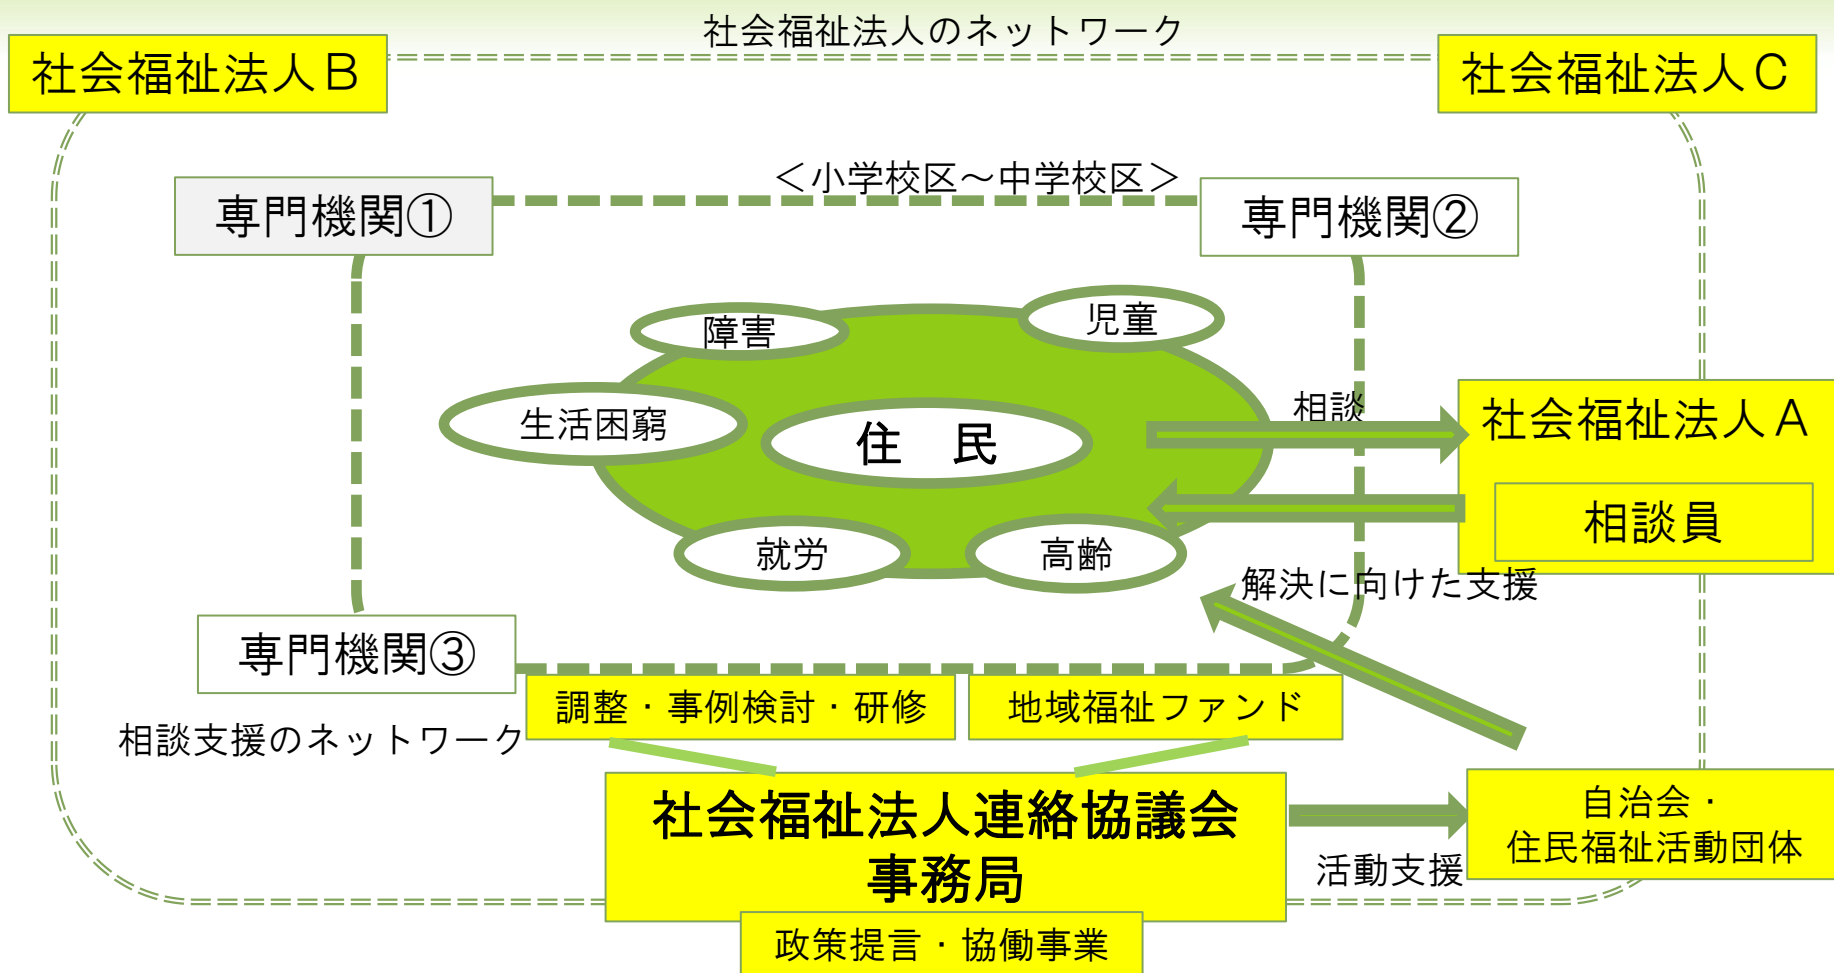 社会福祉法人のネットワーク
社会福祉法人B
社会福祉法人C
＜小学校区～中学校区＞
専門機関①
専門機関②
障害
児童
生活困窮
住　民
相談
社会福祉法人A
相談員
就労
高齢
解決に向けた支援
専門機関③
調整・事例検討・研修
地域福祉ファンド
相談支援のネットワーク
社会福祉法人連絡協議会
事務局
自治会・
住民福祉活動団体
活動支援
政策提言・協働事業